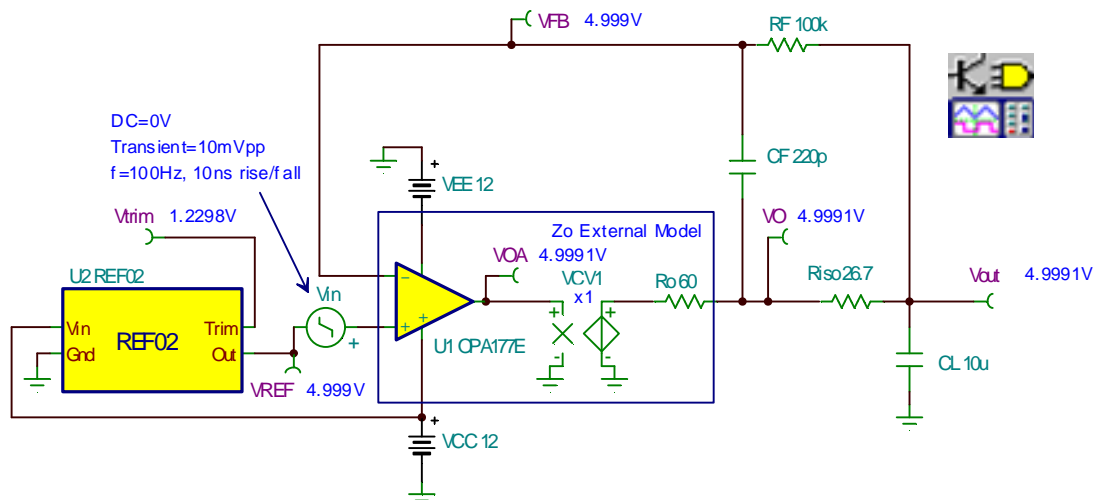 VFB 4.999V
RF 100k
DC=0V
Transient=10mVpp
f=100Hz, 10ns rise/fall
CF 220p
VEE 12
Vtrim 1.2298V
Zo External Model
VO 4.9991V
VOA 4.9991V
U2 REF02
Vin
VCV1
x1
Ro 60
Riso 26.7
Vout 4.9991V
Vin
Trim
REF02
Gnd
Out
U1 OPA177E
CL 10u
VREF 4.999V
VCC 12